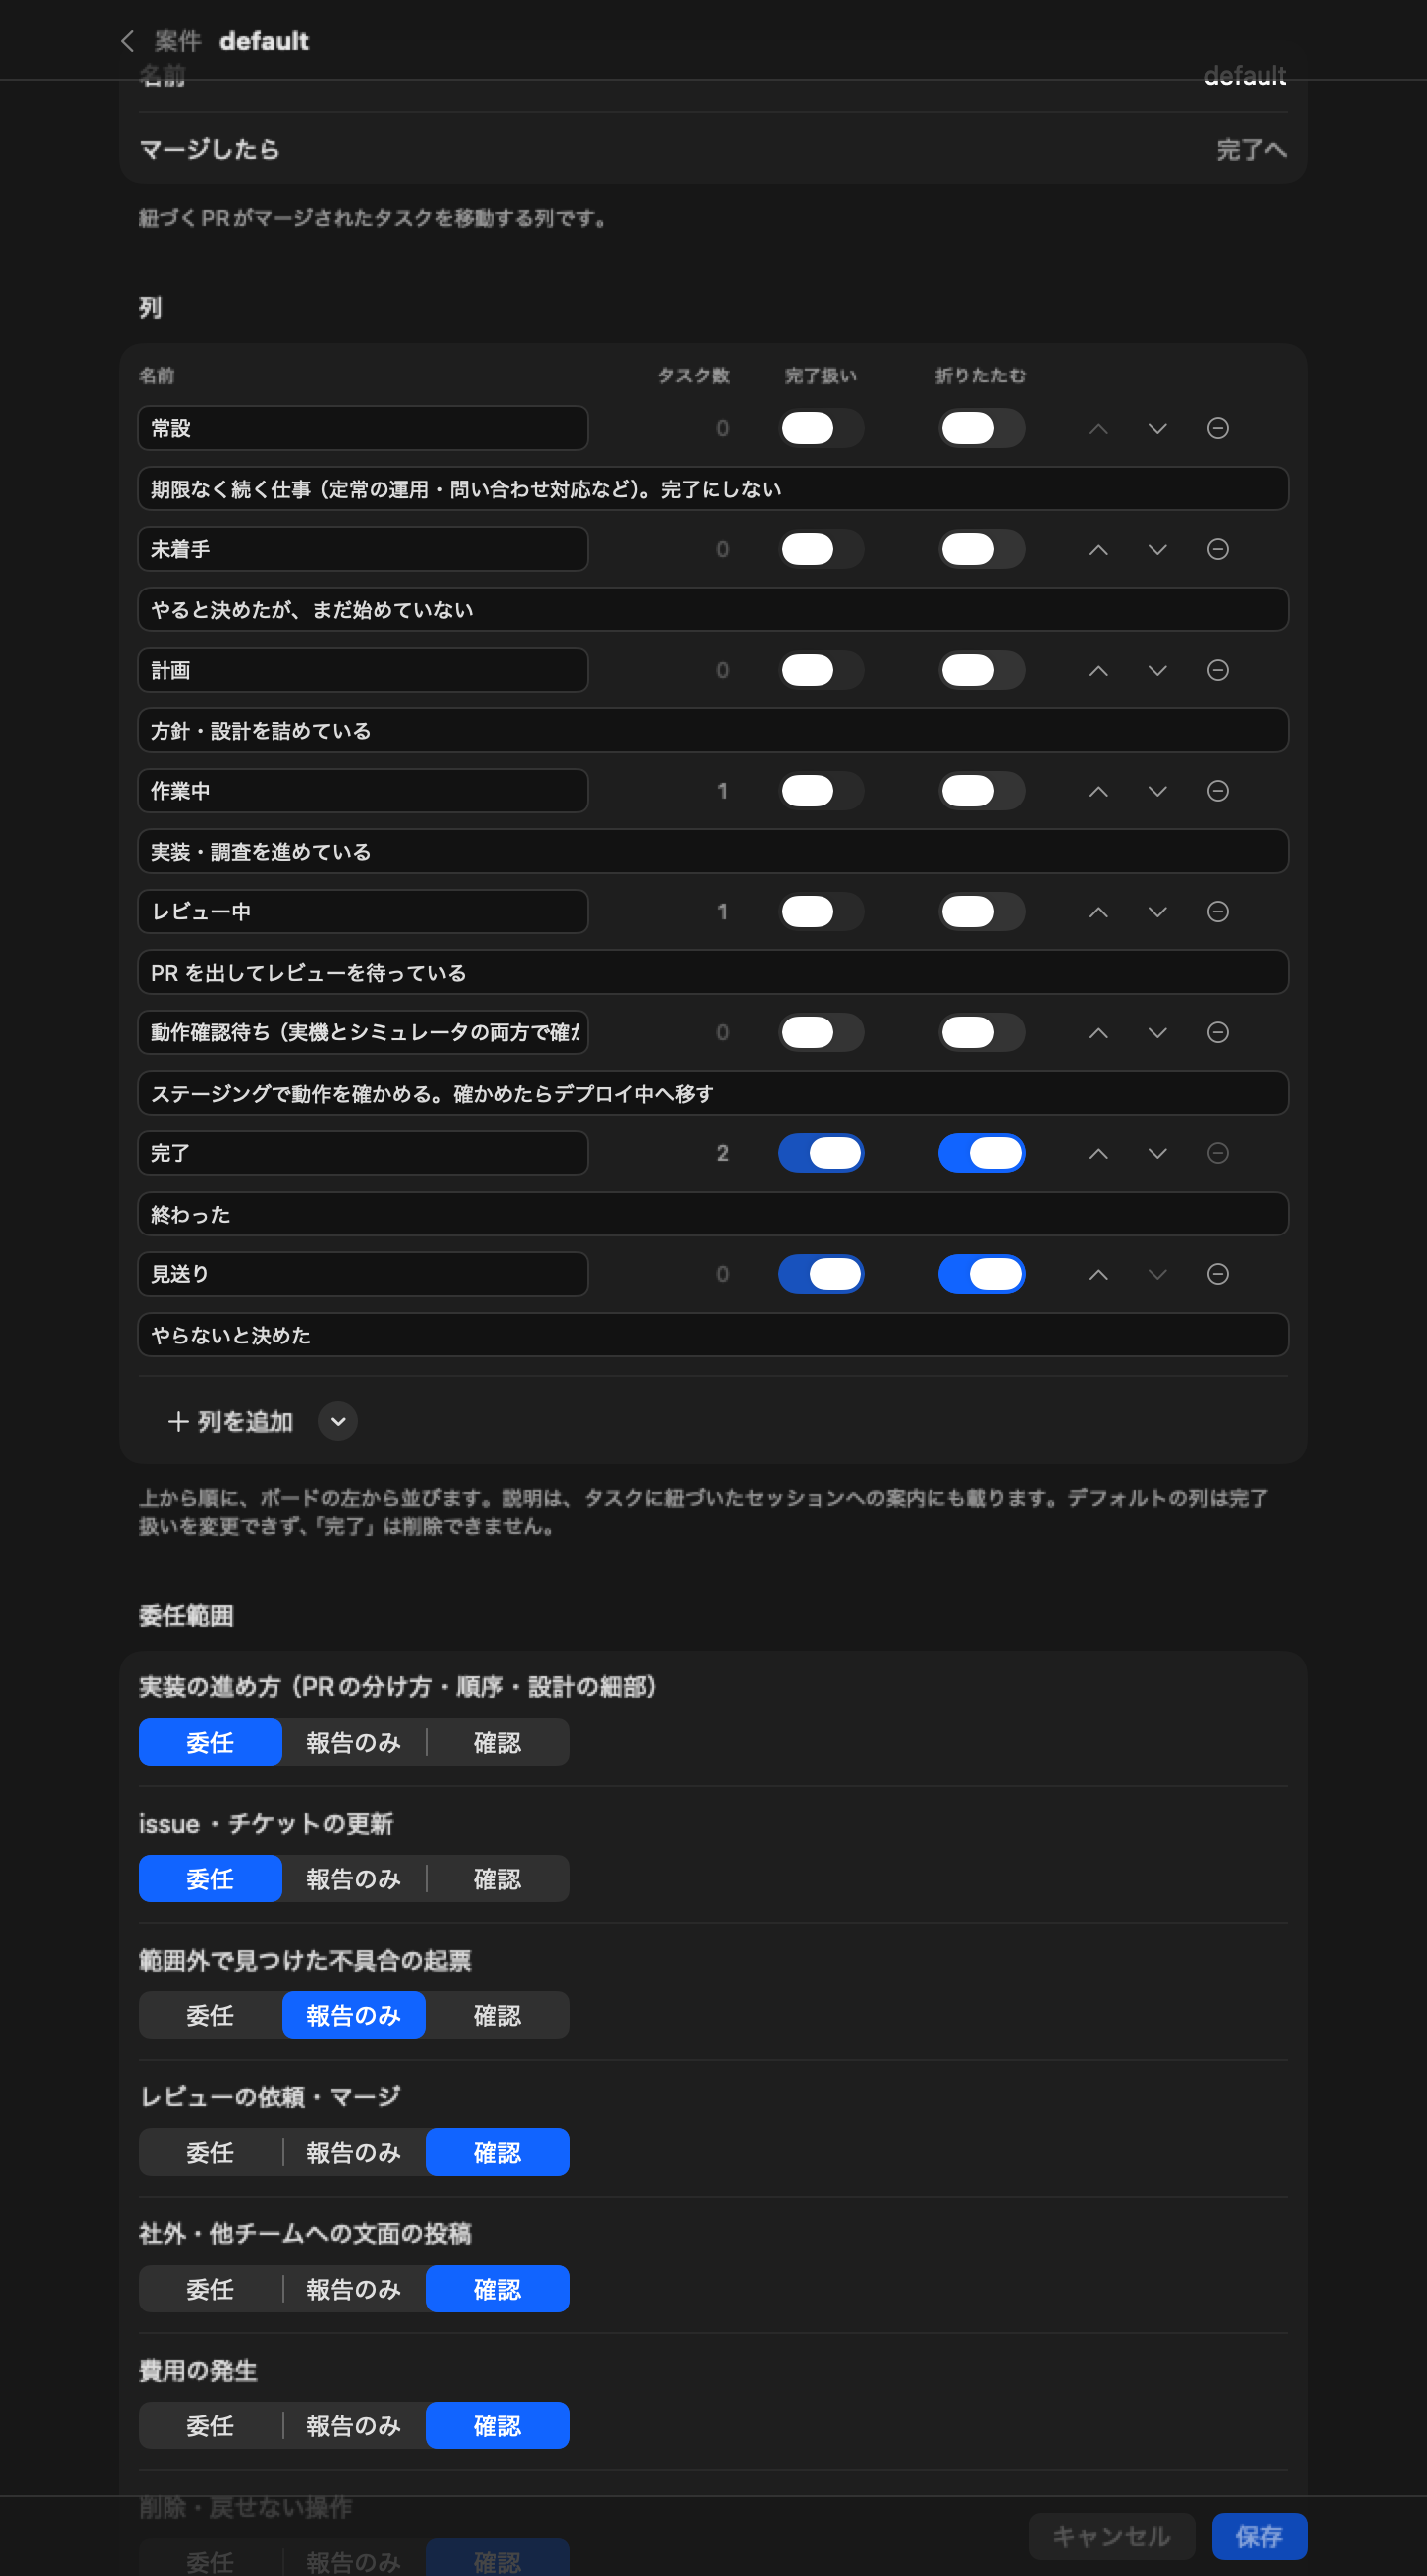 案件 default
名前 default
マージしたら 完了へ
紐づく PR がマージされたタスクを移動する列です。
列
名前 タスク数 完了扱い 折りたたむ
常設 0
期限なく続く仕事（定常の運用・問い合わせ対応など）。完了にしない
未着手 0
やると決めたが、まだ始めていない
計画 0
方針・設計を詰めている
作業中 1
実装・調査を進めている
レビュー中 1
PR を出してレビューを待っている
動作確認待ち（実機とシミュレータの両方で確か 0
ステージングで動作を確かめる。確かめたらデプロイ中へ移す
完了 2
終わった
見送り 0
やらないと決めた
列を追加
上から順に、ボードの左から並びます。説明は、タスクに紐づいたセッションへの案内にも載ります。デフォルトの列は完了
扱いを変更できず、「完了」は削除できません。
委任範囲
実装の進め方（PR の分け方・順序・設計の細部）
委任 報告のみ 確認
issue・チケットの更新
委任 報告のみ 確認
範囲外で見つけた不具合の起票
委任 報告のみ 確認
レビューの依頼・マージ
委任 報告のみ 確認
社外・他チームへの文面の投稿
委任 報告のみ 確認
費用の発生
委任 報告のみ 確認
削除・戻せない操作
委任 報告のみ 確認
キャンセル 保存